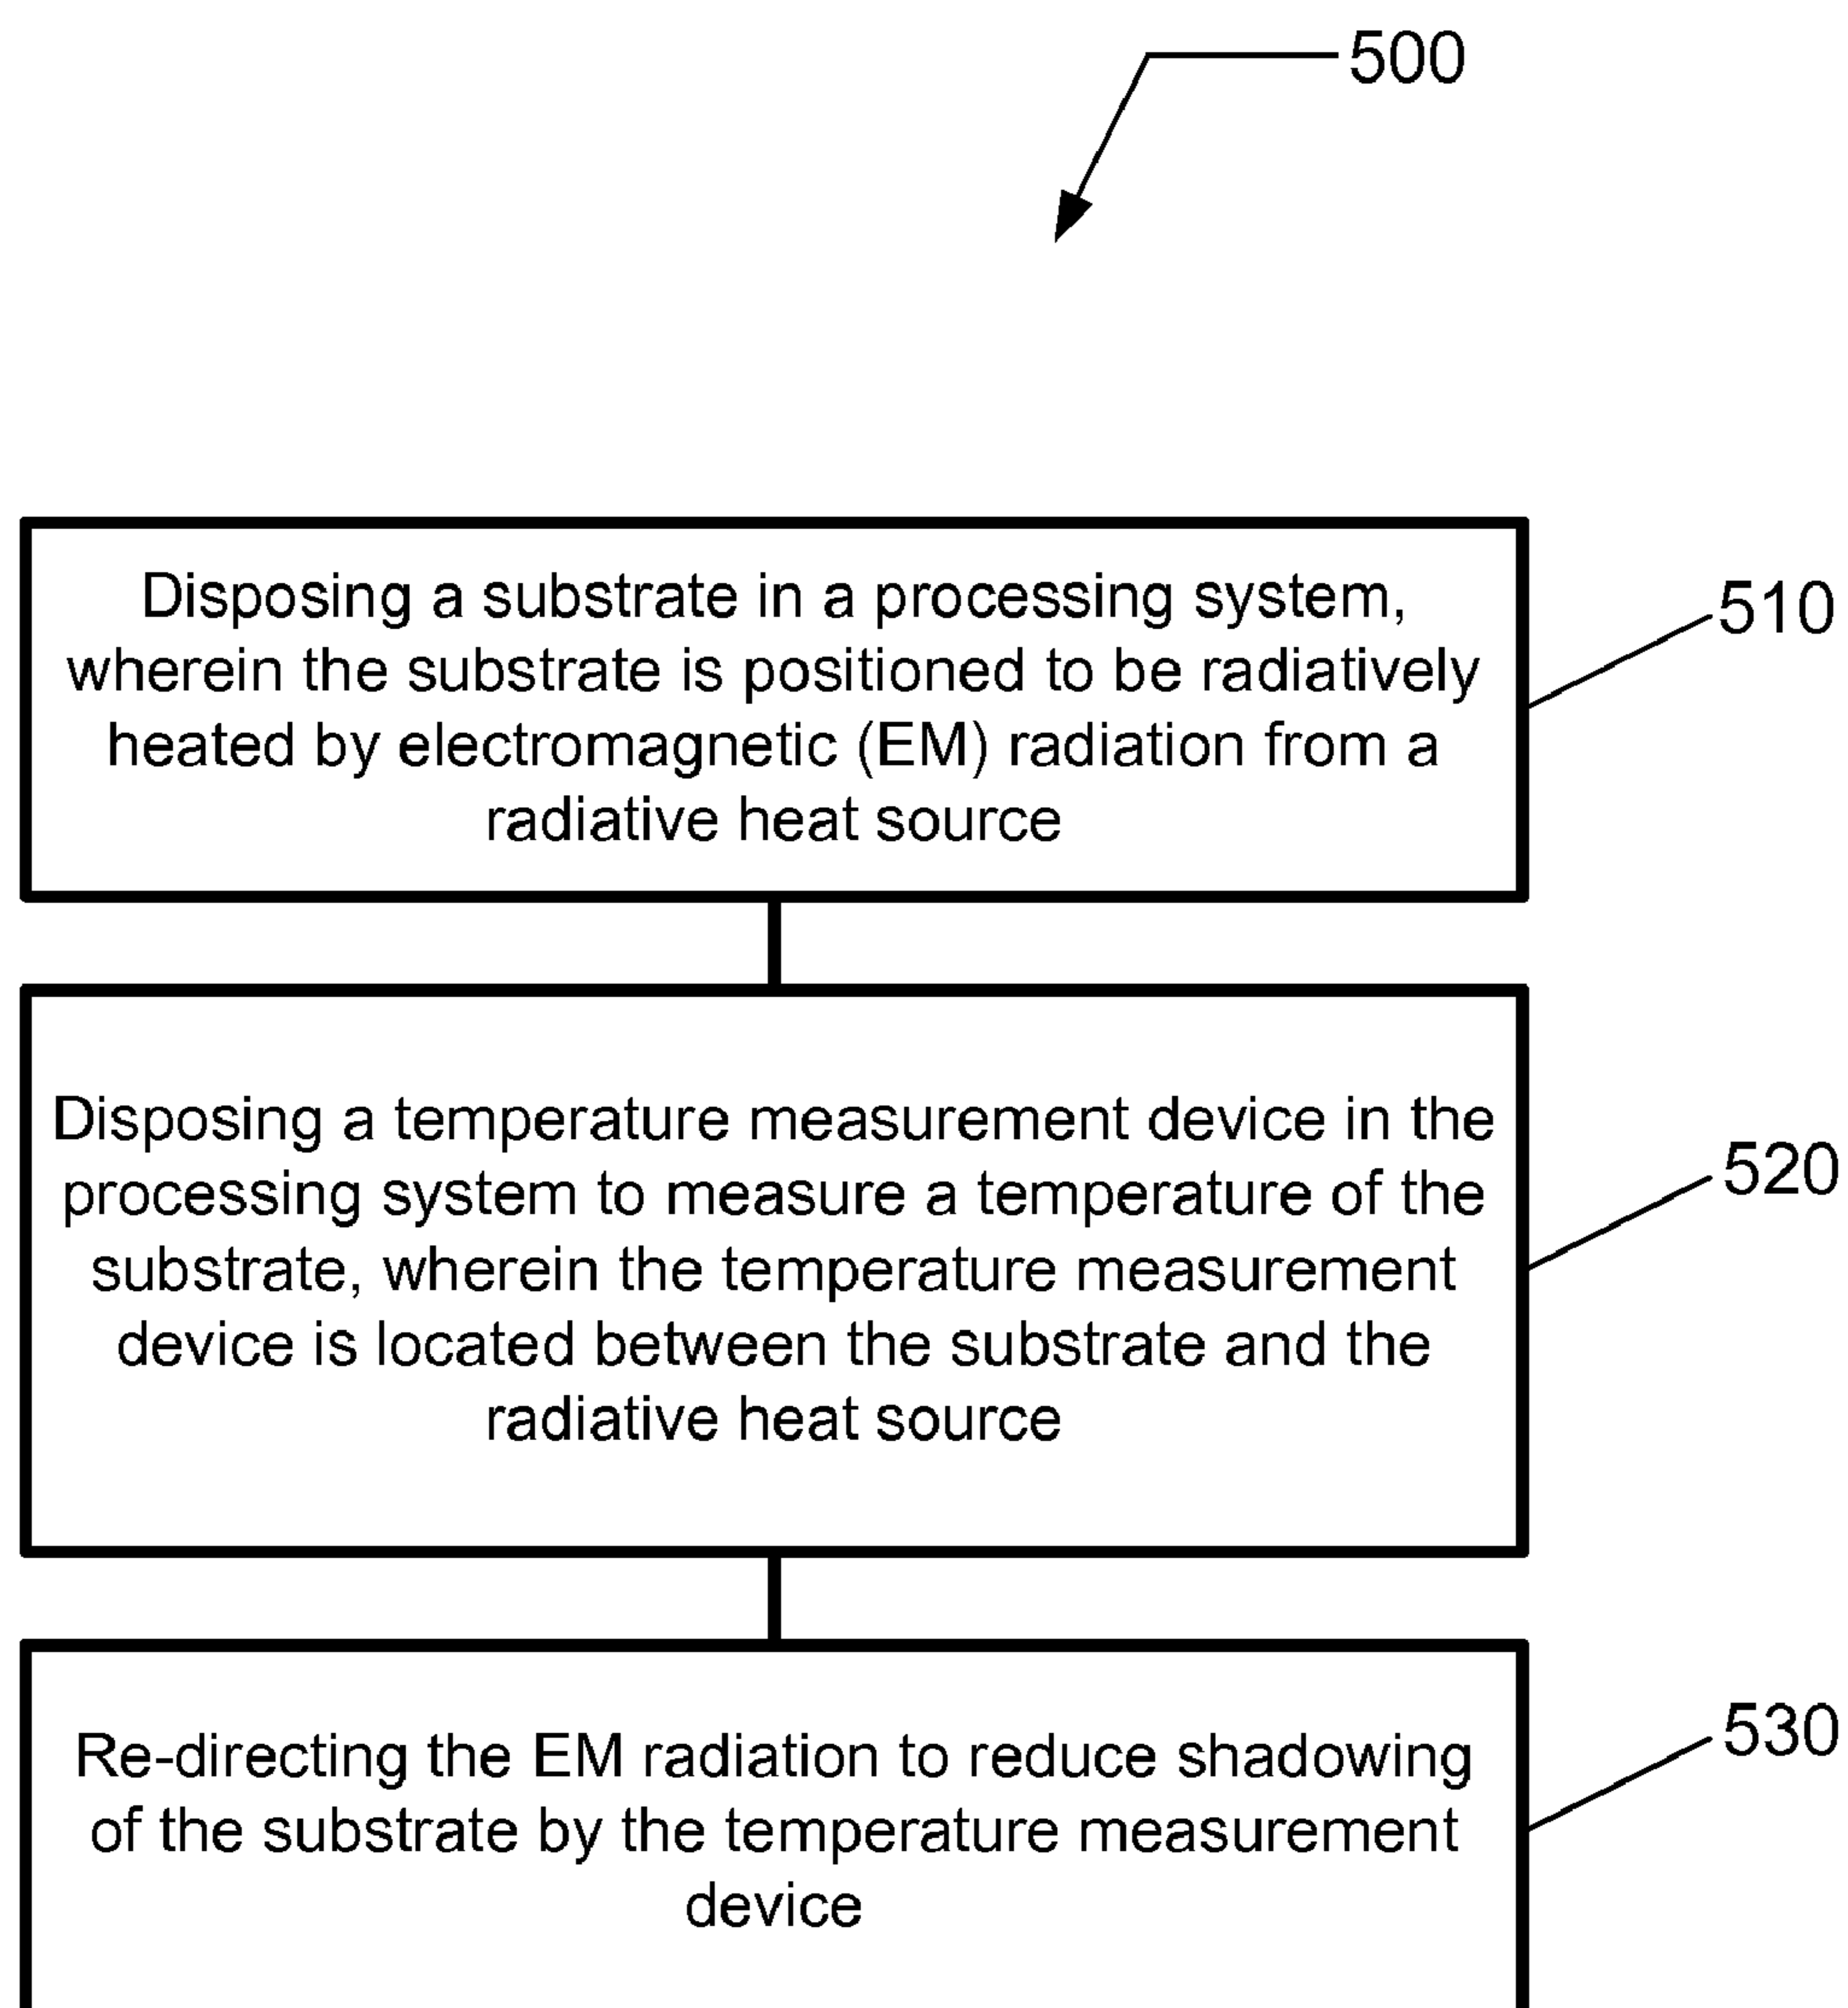 500
Disposing a substrate in a processing system,
wherein the substrate is positioned to be radiatively
heated by electromagnetic (EM) radiation from a
radiative heat source
510
Disposing a temperature measurement device in the
processing system to measure a temperature of the
substrate, wherein the temperature measurement
device is located between the substrate and the
radiative heat source
520
Re-directing the EM radiation to reduce shadowing
of the substrate by the temperature measurement
device
530